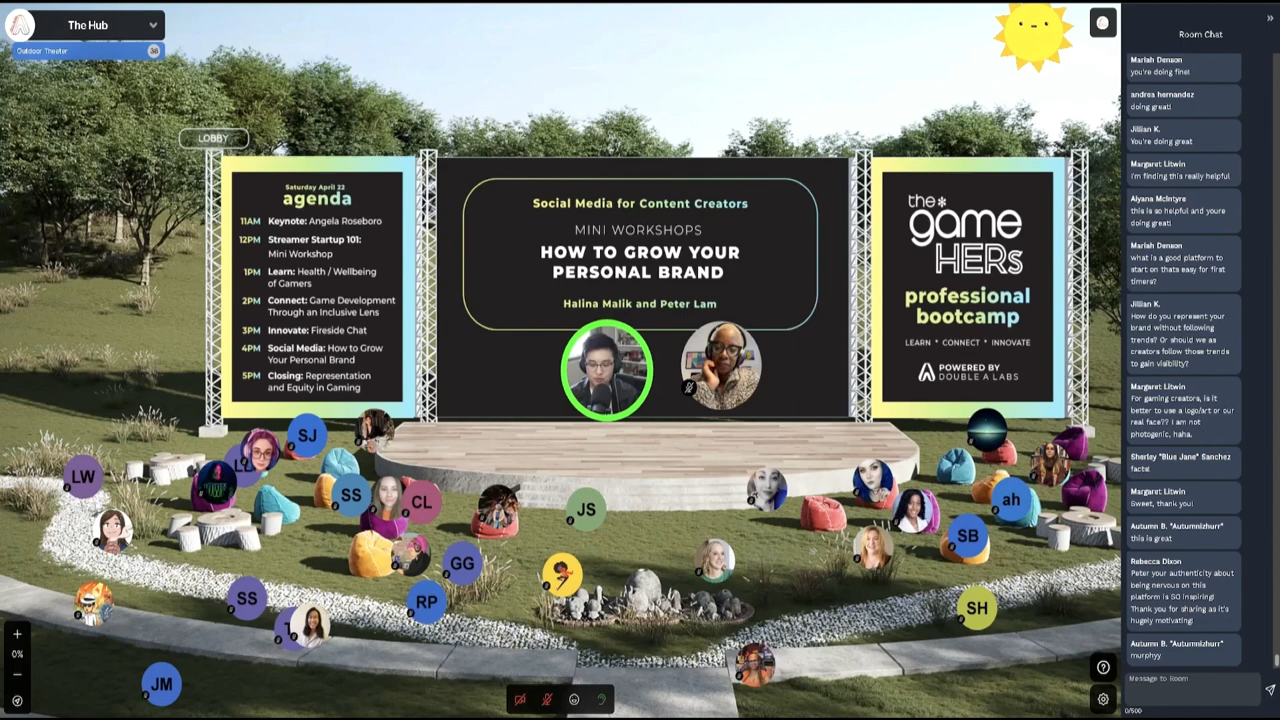 The Hub
Outdoor Theater
36
LOBBY
Saturday April 22
agenda
11AM Keynote: Angela Roseboro
12PM Streamer Startup 101:
Mini Workshop
1PM Learn: Health / Wellbeing
of Gamers
2PM Connect: Game Development
Through an Inclusive Lens
3PM Innovate: Fireside Chat
4PM Social Media: How to Grow
Your Personal Brand
5PM Closing: Representation
and Equity in Gaming
Social Media for Content Creators
MINI WORKSHOPS
HOW TO GROW YOUR
PERSONAL BRAND
Halina Malik and Peter Lam
the*
game
HERs
professional
bootcamp
LEARN * CONNECT * INNOVATE
POWERED BY
DOUBLE A LABS
SJ
LW
SS
CL
JS
ah
SB
GG
SS
RP
SH
JM
0%
Room Chat
Mariah Denson
you're doing fine!
andrea hernandez
doing great!
Jillian K.
You're doing great
Margaret Litwin
I'm finding this really helpful
Alyana McIntyre
this is so helpful and youre
doing great!
Mariah Denson
what is a good platform to
start on thats easy for first
timers?
Jillian K.
How do you represent your
brand without following
trends? Or should we as
creators follow those trends
to gain visibility?
Margaret Litwin
For gaming creators, is it
better to use a logo/art or our
real face?? I am not
photogenic, haha.
Sherley "Blue Jane" Sanchez
facts!
Margaret Litwin
Sweet, thank you!
Autumn B. "Autumnizhurr"
this is great
Rebecca Dixon
Peter your authenticity about
being nervous on this
platform is SO inspiring!
Thank you for sharing as it's
hugely motivating!
Autumn B. "Autumnizhurr"
murphyy
Message to Room
0/500